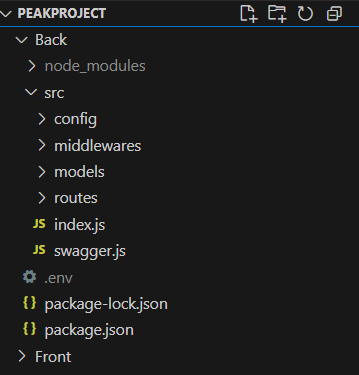 PEAKPROJECT
Back
node_modules
src
config
middlewares
models
routes
JS index.js
JS swagger.js
.env
{} package-lock.json
{} package.json
Front